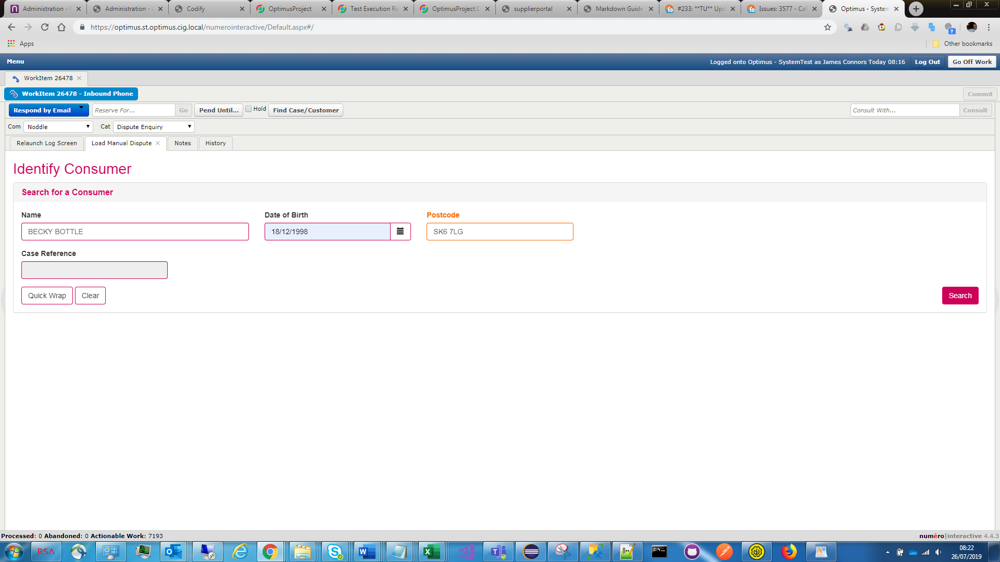 Administration - C
Administration - C
Codify
OptimusProject
Test Execution Re
OptimusProject.D
supplierportal
Markdown Guide
#233: **TU** Upd
Issues: 3577 - Call
Optimus - System
https://optimus.st.optimus.cig.local/numerointeractive/Default.aspx#/
Apps
Other bookmarks
Menu
Logged onto Optimus - SystemTest as James Connors Today 08:16
Log Out
Go Off Work
WorkItem 26478
WorkItem 26478 - Inbound Phone
Commit
Respond by Email
Reserve For...
Go
Pend Until...
Hold
Find Case/Customer
Consult With...
Consult
Com
Noddle
Cat
Dispute Enquiry
Relaunch Log Screen
Load Manual Dispute
Notes
History
Identify Consumer
Search for a Consumer
Name
Date of Birth
Postcode
BECKY BOTTLE
18/12/1998
SK6 7LG
Case Reference
Quick Wrap
Clear
Search
Processed: 0 Abandoned: 0 Actionable Work: 7193
numéro|interactive 4.4.3
RSA
08:22
26/07/2019